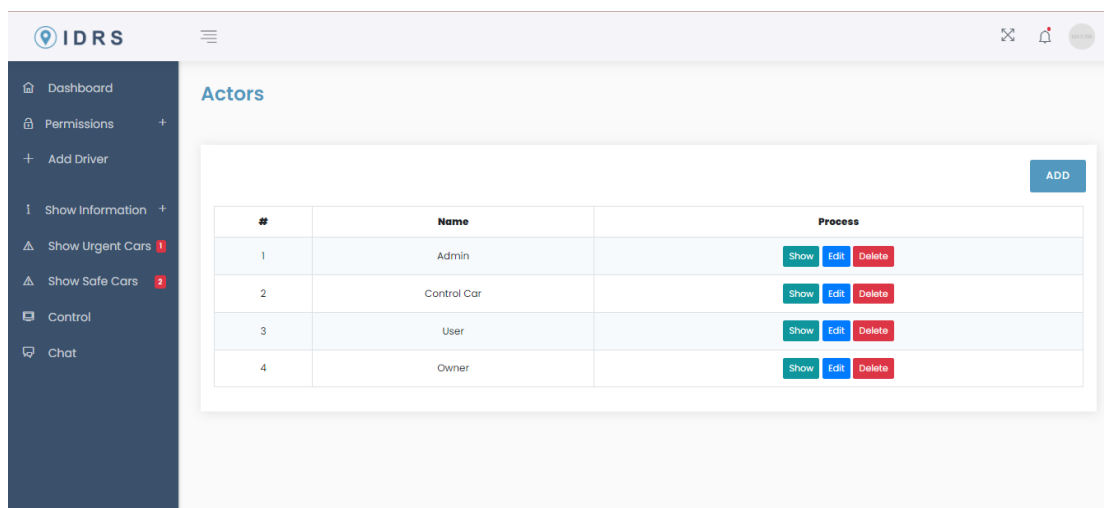 IDRS
Dashboard
Permissions +
+ Add Driver
Show Information +
Show Urgent Cars 1
Show Safe Cars 2
Control
Chat
Actors
ADD
# Name Process
1 Admin Show Edit Delete
2 Control Car Show Edit Delete
3 User Show Edit Delete
4 Owner Show Edit Delete